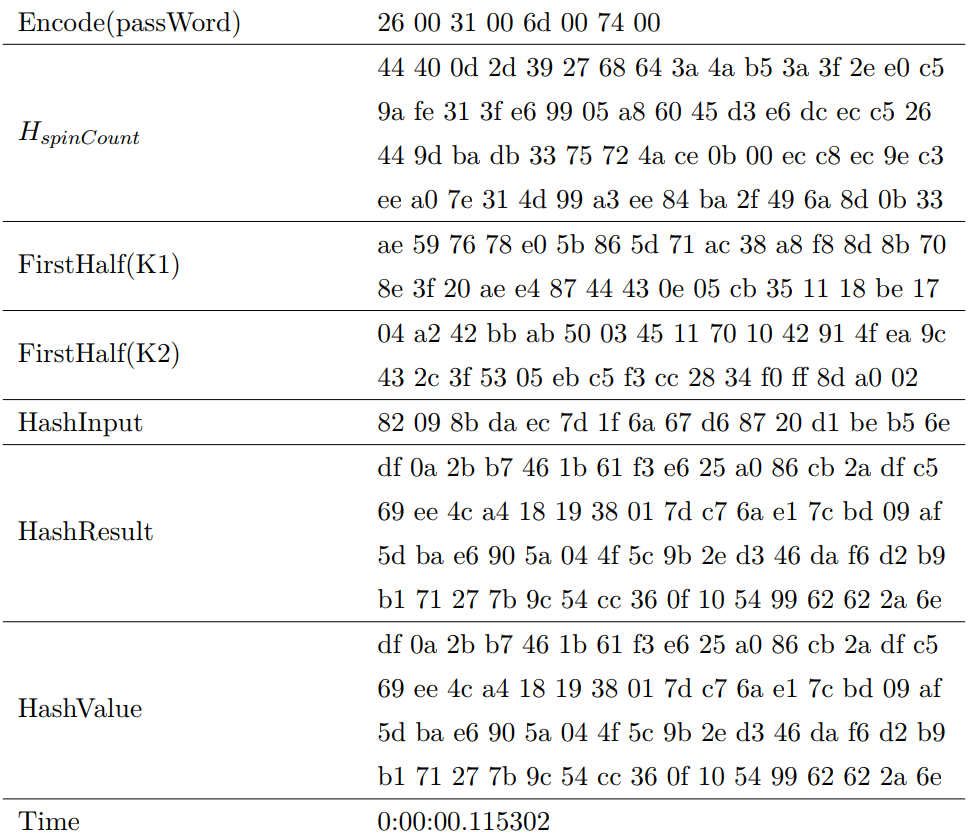 Encode(passWord) 26 00 31 00 6d 00 74 00
44 40 0d 2d 39 27 68 64 3a 4a b5 3a 3f 2e e0 c5
9a fe 31 3f e6 99 05 a8 60 45 d3 e6 dc ec c5 26
HspinCount
44 9d ba db 33 75 72 4a ce 0b 00 ec c8 ec 9e c3
ee a0 7e 31 4d 99 a3 ee 84 ba 2f 49 6a 8d 0b 33
FirstHalf(K1)
ae 59 76 78 e0 5b 86 5d 71 ac 38 a8 f8 8d 8b 70
8e 3f 20 ae e4 87 44 43 0e 05 cb 35 11 18 be 17
FirstHalf(K2)
04 a2 42 bb ab 50 03 45 11 70 10 42 91 4f ea 9c
43 2c 3f 53 05 eb c5 f3 cc 28 34 f0 ff 8d a0 02
HashInput 82 09 8b da ec 7d 1f 6a 67 d6 87 20 d1 be b5 6e
df 0a 2b b7 46 1b 61 f3 e6 25 a0 86 cb 2a df c5
69 ee 4c a4 18 19 38 01 7d c7 6a e1 7c bd 09 af
HashResult
5d ba e6 90 5a 04 4f 5c 9b 2e d3 46 da f6 d2 b9
b1 71 27 7b 9c 54 cc 36 0f 10 54 99 62 62 2a 6e
df 0a 2b b7 46 1b 61 f3 e6 25 a0 86 cb 2a df c5
69 ee 4c a4 18 19 38 01 7d c7 6a e1 7c bd 09 af
HashValue
5d ba e6 90 5a 04 4f 5c 9b 2e d3 46 da f6 d2 b9
b1 71 27 7b 9c 54 cc 36 0f 10 54 99 62 62 2a 6e
Time 0:00:00.115302